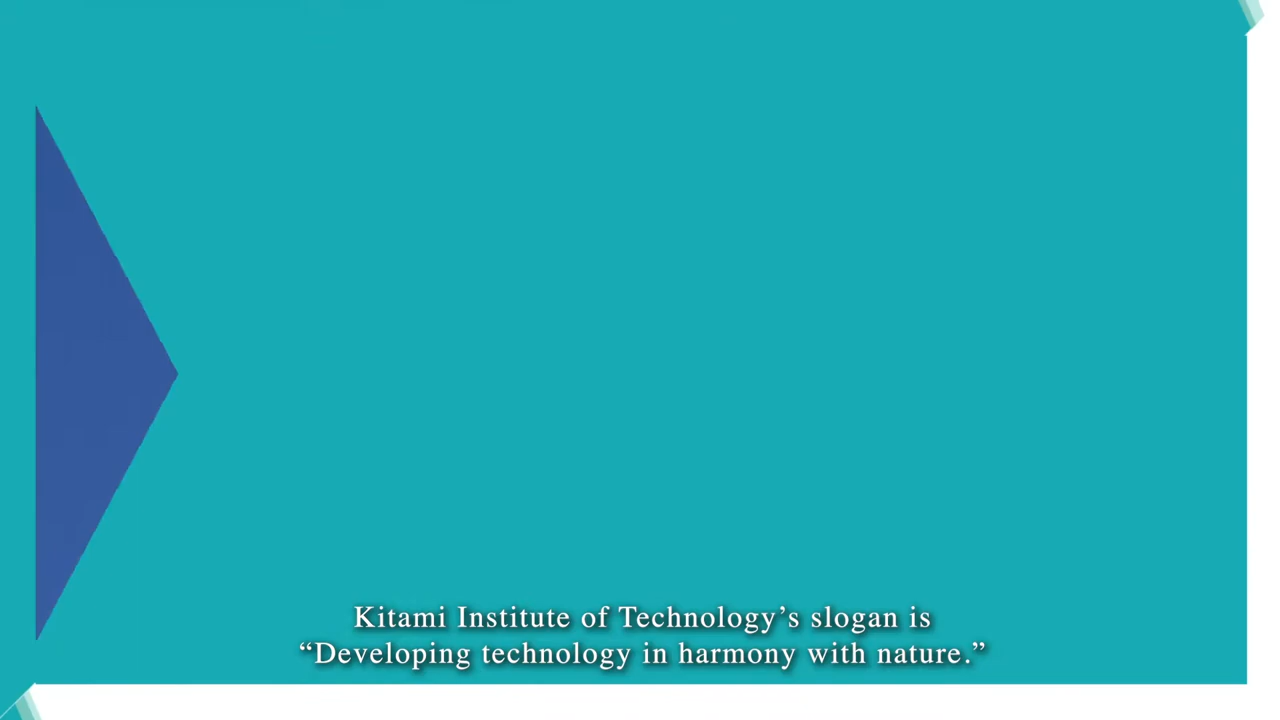 Kitami Institute of Technology’s slogan is
“Developing technology in harmony with nature.”